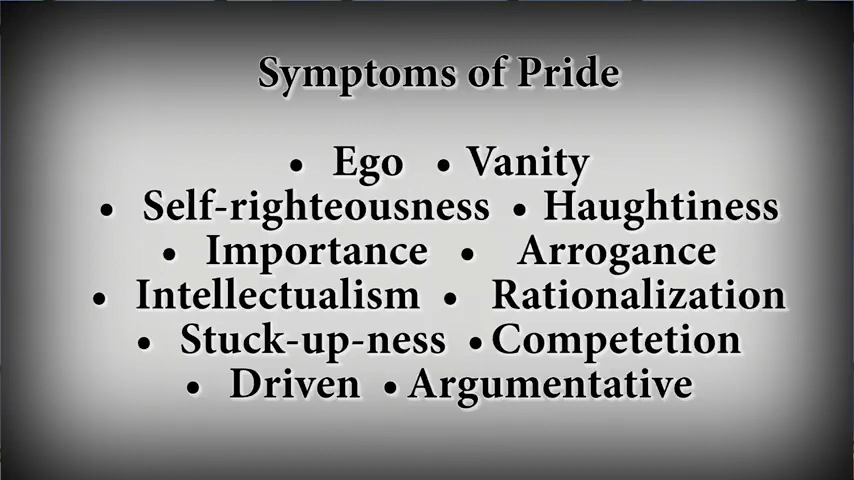 Symptoms of Pride
• Ego • Vanity
• Self-righteousness • Haughtiness
• Importance • Arrogance
• Intellectualism • Rationalization
• Stuck-up-ness • Competetion
• Driven • Argumentative